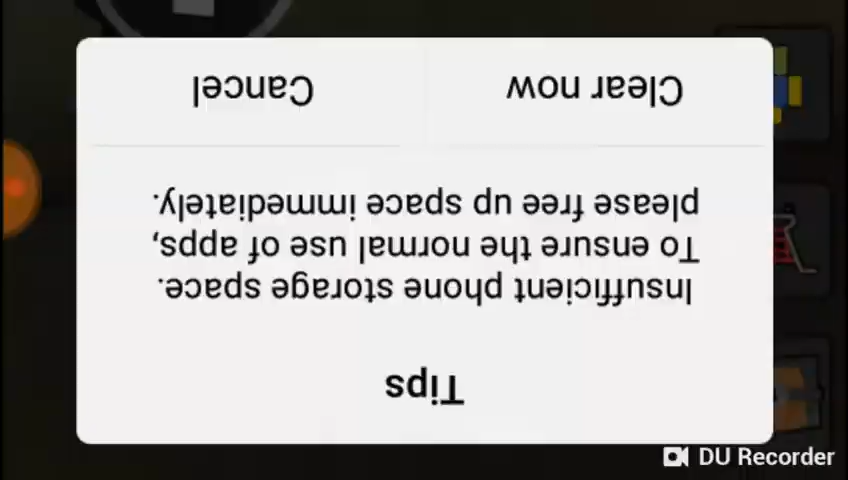 Tips
Insufficient phone storage space.
To ensure the normal use of apps,
please free up space immediately.
Clear now
Cancel
DU Recorder